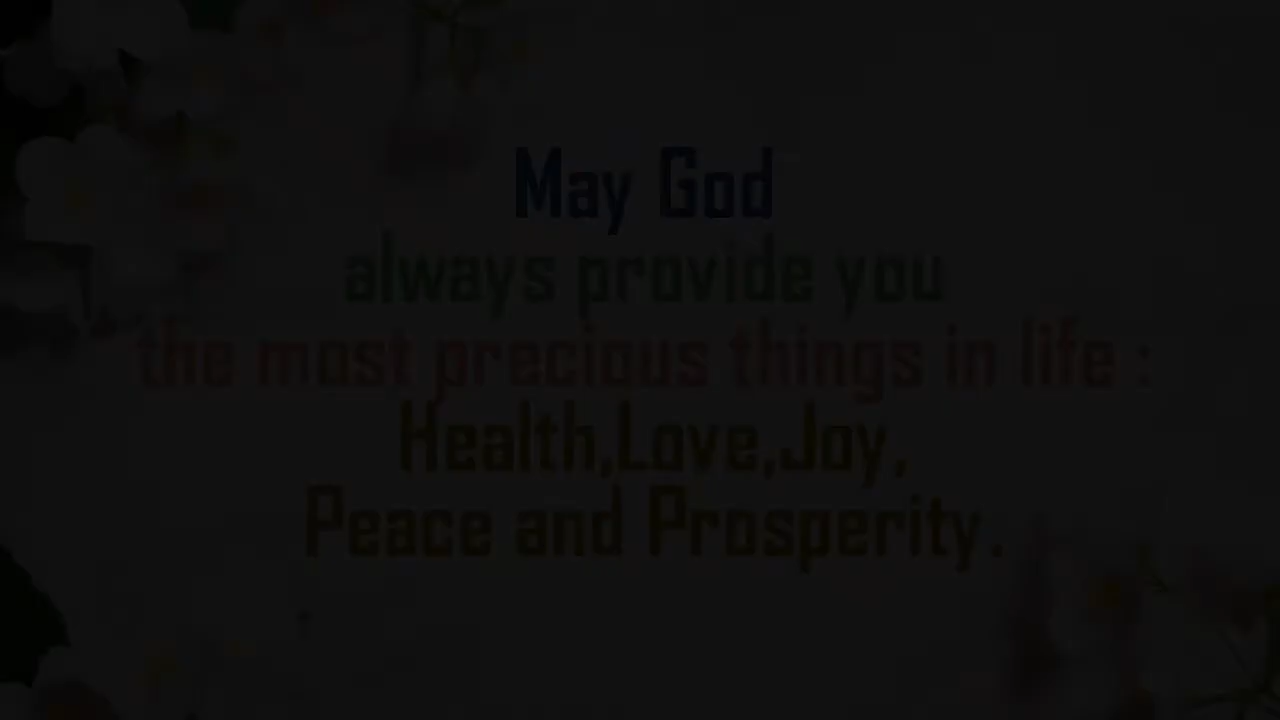 May God
always provide you
the most precious things in life :
Health,Love,Joy,
Peace and Prosperity.